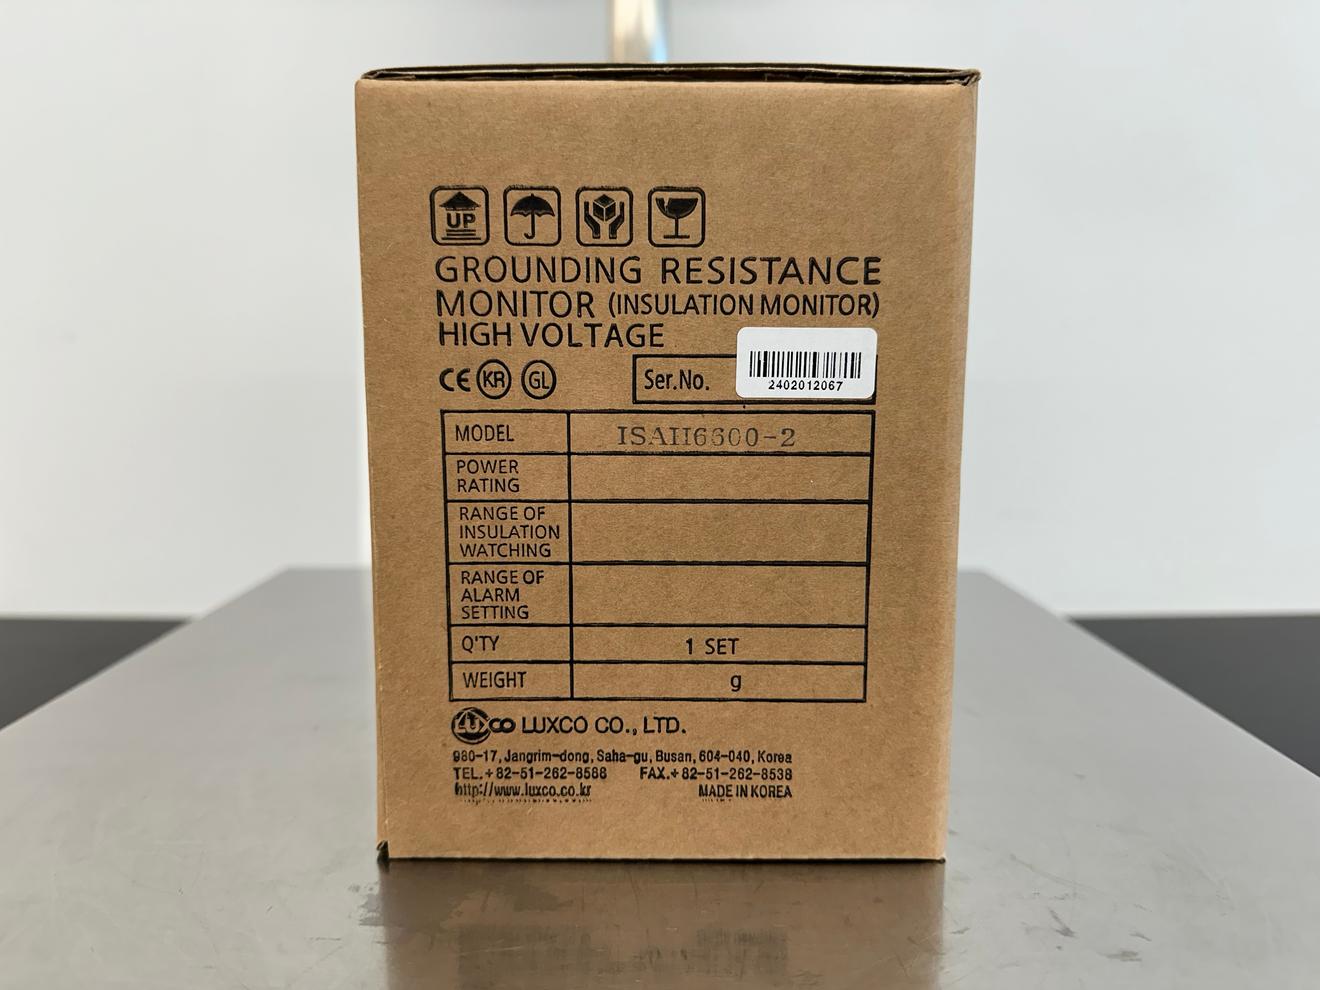 UP
GROUNDING RESISTANCE
MONITOR (INSULATION MONITOR)
HIGH VOLTAGE
CE KR GL
Ser.No.
2402012067
MODEL
POWER
RATING
RANGE OF
INSULATION
WATCHING
RANGE OF
ALARM
SETTING
Q'TY 1 SET
WEIGHT g
LUXCO LUXCO CO., LTD.
980-17, Jangrim-dong, Saha-gu, Busan, 604-040, Korea
TEL.+82-51-262-8588 FAX.+82-51-262-8538
http://www.luxco.co.kr MADE IN KOREA